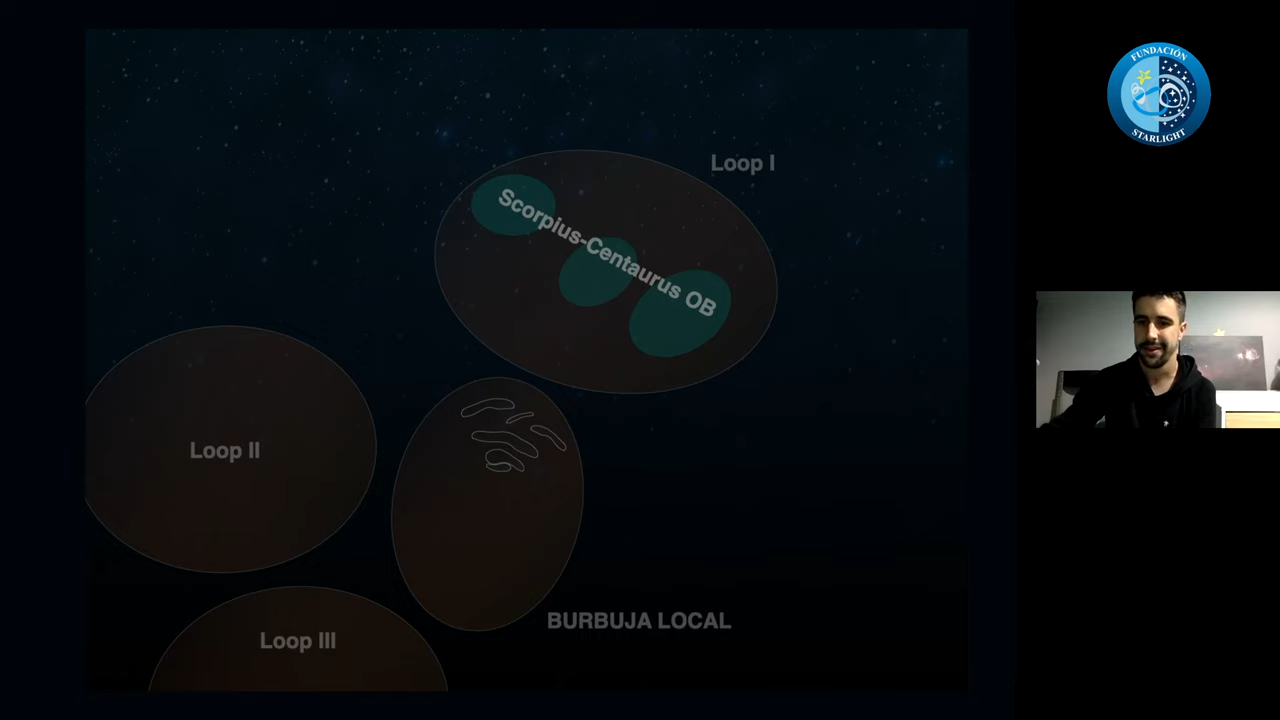 FUNDACIÓN
STARLIGHT
Loop I
Scorpius-Centaurus OB
Loop II
BURBUJA LOCAL
Loop III